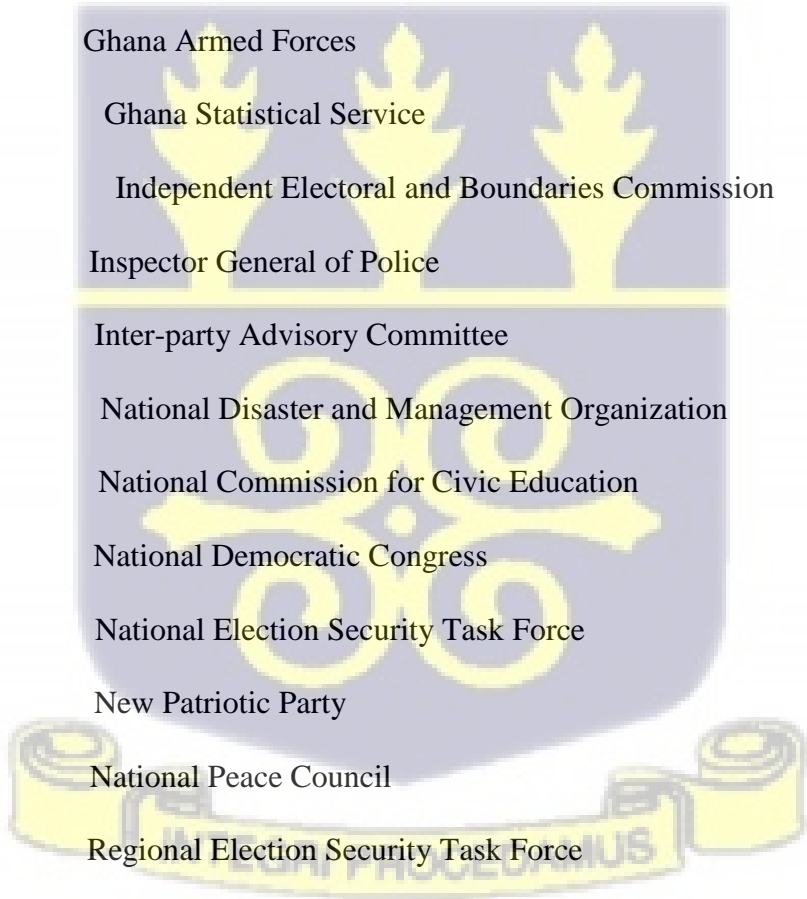 Ghana Armed Forces
Ghana Statistical Service
Independent Electoral and Boundaries Commission
Inspector General of Police
Inter-party Advisory Committee
National Disaster and Management Organization
National Commission for Civic Education
National Democratic Congress
National Election Security Task Force
New Patriotic Party
National Peace Council
Regional Election Security Task Force
INTEGRI PROCEDAMUS